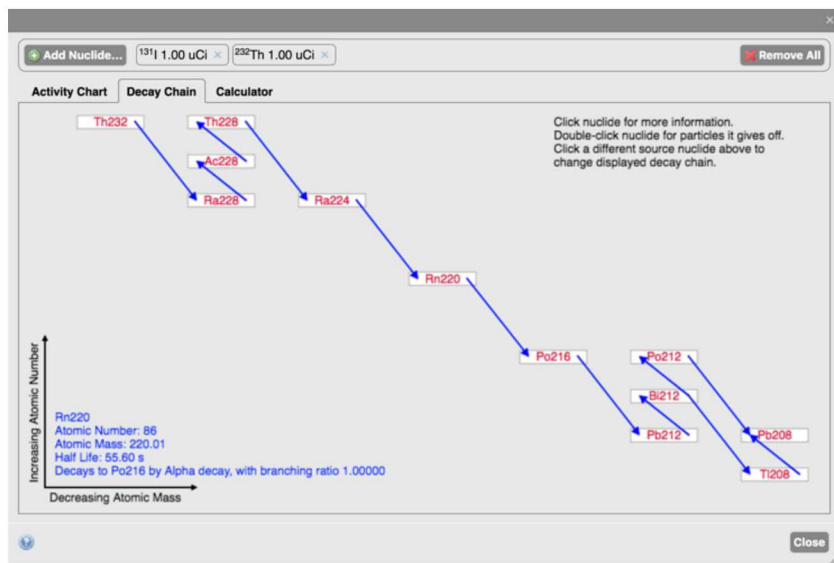 Add Nuclide...
¹³¹I 1.00 uCi ×
²³²Th 1.00 uCi ×
Remove All
Activity Chart
Decay Chain
Calculator
Click nuclide for more information.
Double-click nuclide for particles it gives off.
Click a different source nuclide above to
change displayed decay chain.
Th232
Th228
Ac228
Ra228
Ra224
Rn220
Po216
Po212
Bi212
Pb212
Pb208
Tl208
Increasing Atomic Number
Rn220
Atomic Number: 86
Atomic Mass: 220.01
Half Life: 55.60 s
Decays to Po216 by Alpha decay, with branching ratio 1.00000
Decreasing Atomic Mass
Close